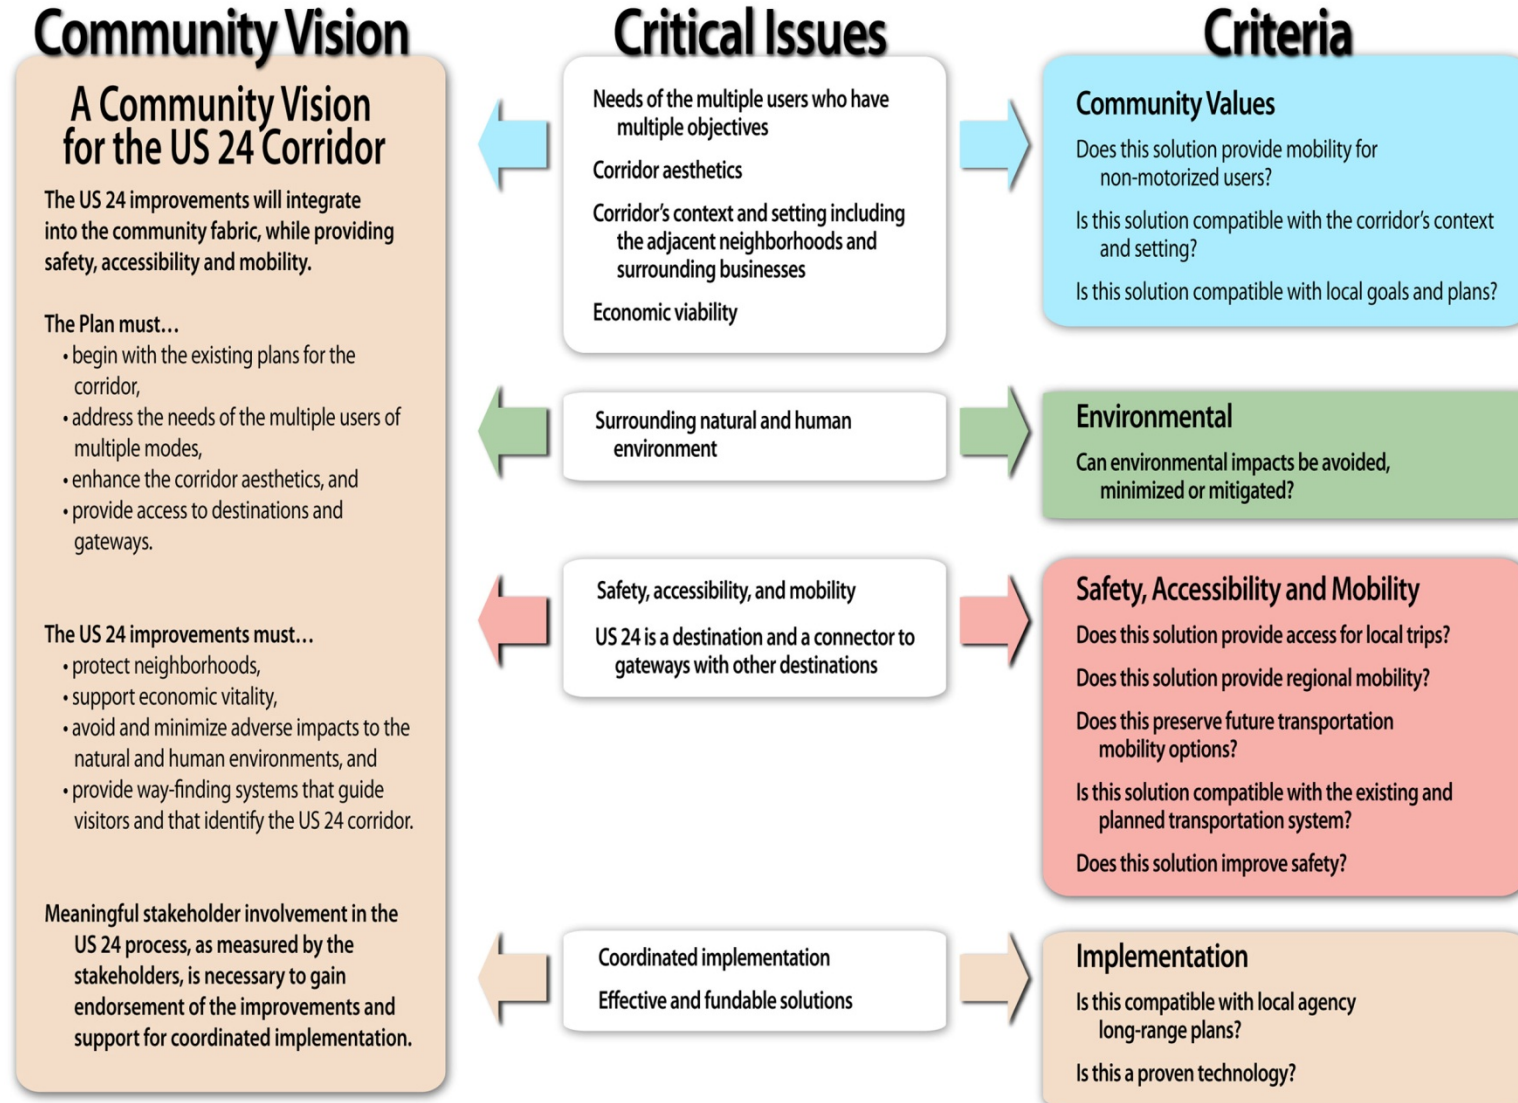 Community Vision
A Community Vision
for the US 24 Corridor
The US 24 improvements will integrate
into the community fabric, while providing
safety, accessibility and mobility.
The Plan must…
• begin with the existing plans for the
corridor,
• address the needs of the multiple users of
multiple modes,
• enhance the corridor aesthetics, and
• provide access to destinations and
gateways.
The US 24 improvements must…
• protect neighborhoods,
• support economic vitality,
• avoid and minimize adverse impacts to the
natural and human environments, and
• provide way-finding systems that guide
visitors and that identify the US 24 corridor.
Meaningful stakeholder involvement in the
US 24 process, as measured by the
stakeholders, is necessary to gain
endorsement of the improvements and
support for coordinated implementation.
Critical Issues
Needs of the multiple users who have
multiple objectives
Corridor aesthetics
Corridor’s context and setting including
the adjacent neighborhoods and
surrounding businesses
Economic viability
Surrounding natural and human
environment
Safety, accessibility, and mobility
US 24 is a destination and a connector to
gateways with other destinations
Coordinated implementation
Effective and fundable solutions
Criteria
Community Values
Does this solution provide mobility for
non-motorized users?
Is this solution compatible with the corridor’s context
and setting?
Is this solution compatible with local goals and plans?
Environmental
Can environmental impacts be avoided,
minimized or mitigated?
Safety, Accessibility and Mobility
Does this solution provide access for local trips?
Does this solution provide regional mobility?
Does this preserve future transportation
mobility options?
Is this solution compatible with the existing and
planned transportation system?
Does this solution improve safety?
Implementation
Is this compatible with local agency
long-range plans?
Is this a proven technology?